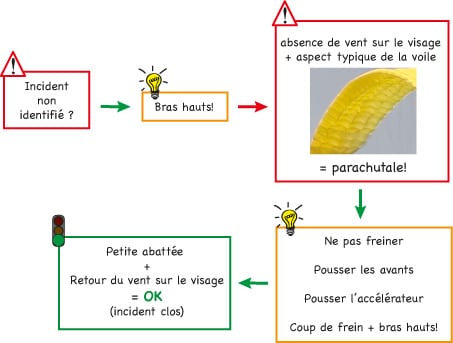 Incident
non
identifié ?
Bras hauts!
absence de vent sur le visage
+ aspect typique de la voile
= parachutale!
Ne pas freiner
Pousser les avants
Pousser l'accélérateur
Coup de frein + bras hauts!
Petite abattée
+
Retour du vent sur le visage
= OK
(incident clos)